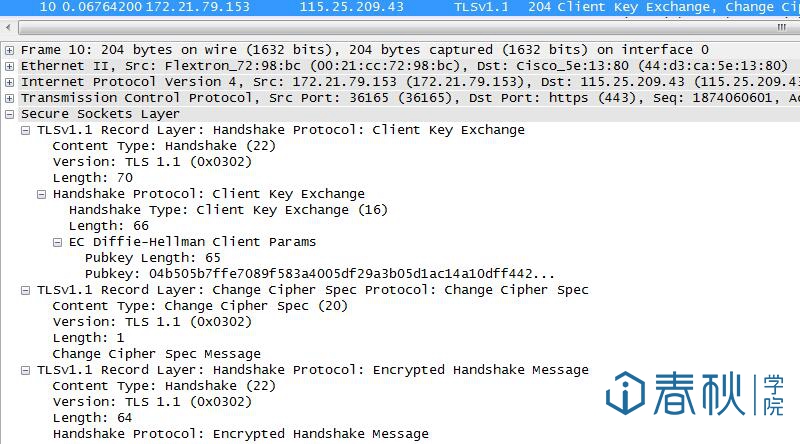 10 0.06764200 172.21.79.153 115.25.209.43 TLSv1.1 204 Client Key Exchange, Change Cip
Frame 10: 204 bytes on wire (1632 bits), 204 bytes captured (1632 bits) on interface 0
Ethernet II, Src: Flextron_72:98:bc (00:21:cc:72:98:bc), Dst: Cisco_5e:13:80 (44:d3:ca:5e:13:80)
Internet Protocol Version 4, Src: 172.21.79.153 (172.21.79.153), Dst: 115.25.209.43 (115.25.209.43
Transmission Control Protocol, Src Port: 36165 (36165), Dst Port: https (443), Seq: 1874060601, Ac
Secure Sockets Layer
TLSv1.1 Record Layer: Handshake Protocol: Client Key Exchange
Content Type: Handshake (22)
Version: TLS 1.1 (0x0302)
Length: 70
Handshake Protocol: Client Key Exchange
Handshake Type: Client Key Exchange (16)
Length: 66
EC Diffie-Hellman Client Params
Pubkey Length: 65
Pubkey: 04b505b7ffe7089f583a4005df29a3b05d1ac14a10dff442...
TLSv1.1 Record Layer: Change Cipher Spec Protocol: Change Cipher Spec
Content Type: Change Cipher Spec (20)
Version: TLS 1.1 (0x0302)
Length: 1
Change Cipher Spec Message
TLSv1.1 Record Layer: Handshake Protocol: Encrypted Handshake Message
Content Type: Handshake (22)
Version: TLS 1.1 (0x0302)
Length: 64
Handshake Protocol: Encrypted Handshake Message
春秋学院